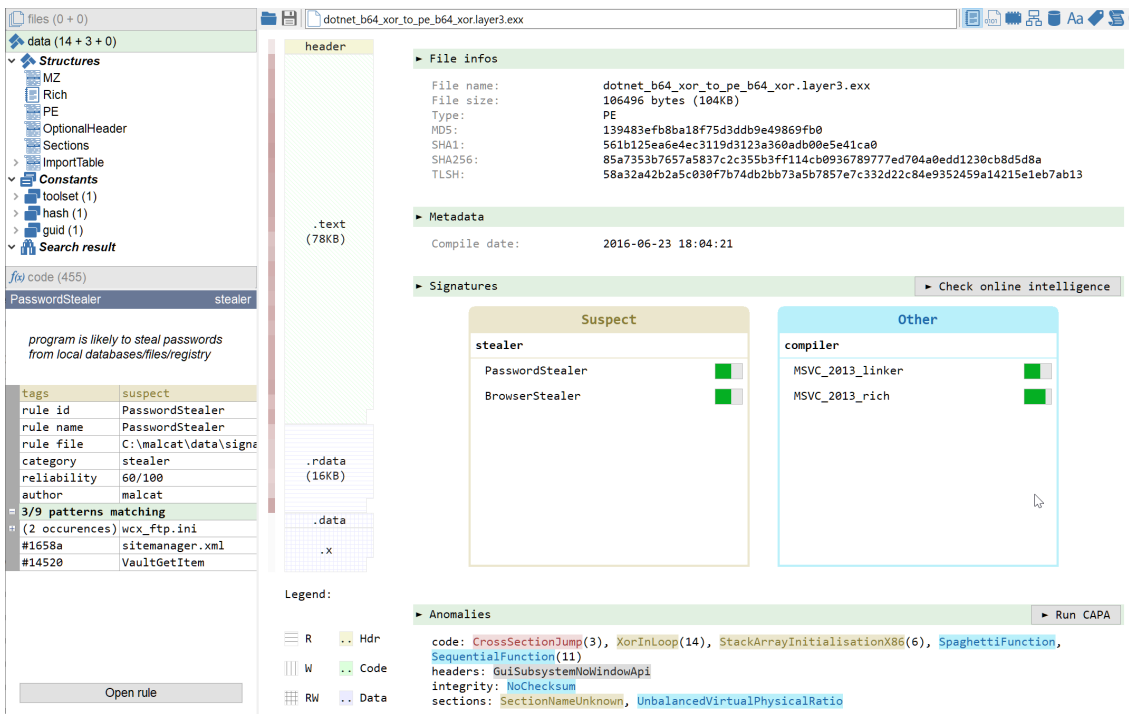 files (0 + 0)
dotnet_b64_xor_to_pe_b64_xor.layer3.exx
Aa
data (14 + 3 + 0)
Structures
MZ
Rich
PE
OptionalHeader
Sections
ImportTable
Constants
toolset (1)
hash (1)
guid (1)
Search result
f(x) code (455)
PasswordStealer stealer
program is likely to steal passwords
from local databases/files/registry
tags suspect
rule id PasswordStealer
rule name PasswordStealer
rule file C:\malcat\data\signa
category stealer
reliability 60/100
author malcat
3/9 patterns matching
(2 occurences) wcx_ftp.ini
#1658a sitemanager.xml
#14520 VaultGetItem
Open rule
header
.text
(78KB)
.rdata
(16KB)
.data
.x
Legend:
R .. Hdr
W .. Code
RW .. Data
► File infos
File name: dotnet_b64_xor_to_pe_b64_xor.layer3.exx
File size: 106496 bytes (104KB)
Type: PE
MD5: 139483efb8ba18f75d3ddb9e49869fb0
SHA1: 561b125ea6e4ec3119d3123a360adb00e5e41ca0
SHA256: 85a7353b7657a5837c2c355b3ff114cb0936789777ed704a0edd1230cb8d5d8a
TLSH: 58a32a42b2a5c030f7b74db2bb73a5b7857e7c332d22c84e9352459a14215e1eb7ab13
► Metadata
Compile date: 2016-06-23 18:04:21
► Signatures
► Check online intelligence
Suspect
stealer
PasswordStealer
BrowserStealer
Other
compiler
MSVC_2013_linker
MSVC_2013_rich
► Anomalies
► Run CAPA
code: CrossSectionJump(3), XorInLoop(14), StackArrayInitialisationX86(6), SpaghettiFunction,
SequentialFunction(11)
headers: GuiSubsystemNoWindowApi
integrity: NoChecksum
sections: SectionNameUnknown, UnbalancedVirtualPhysicalRatio